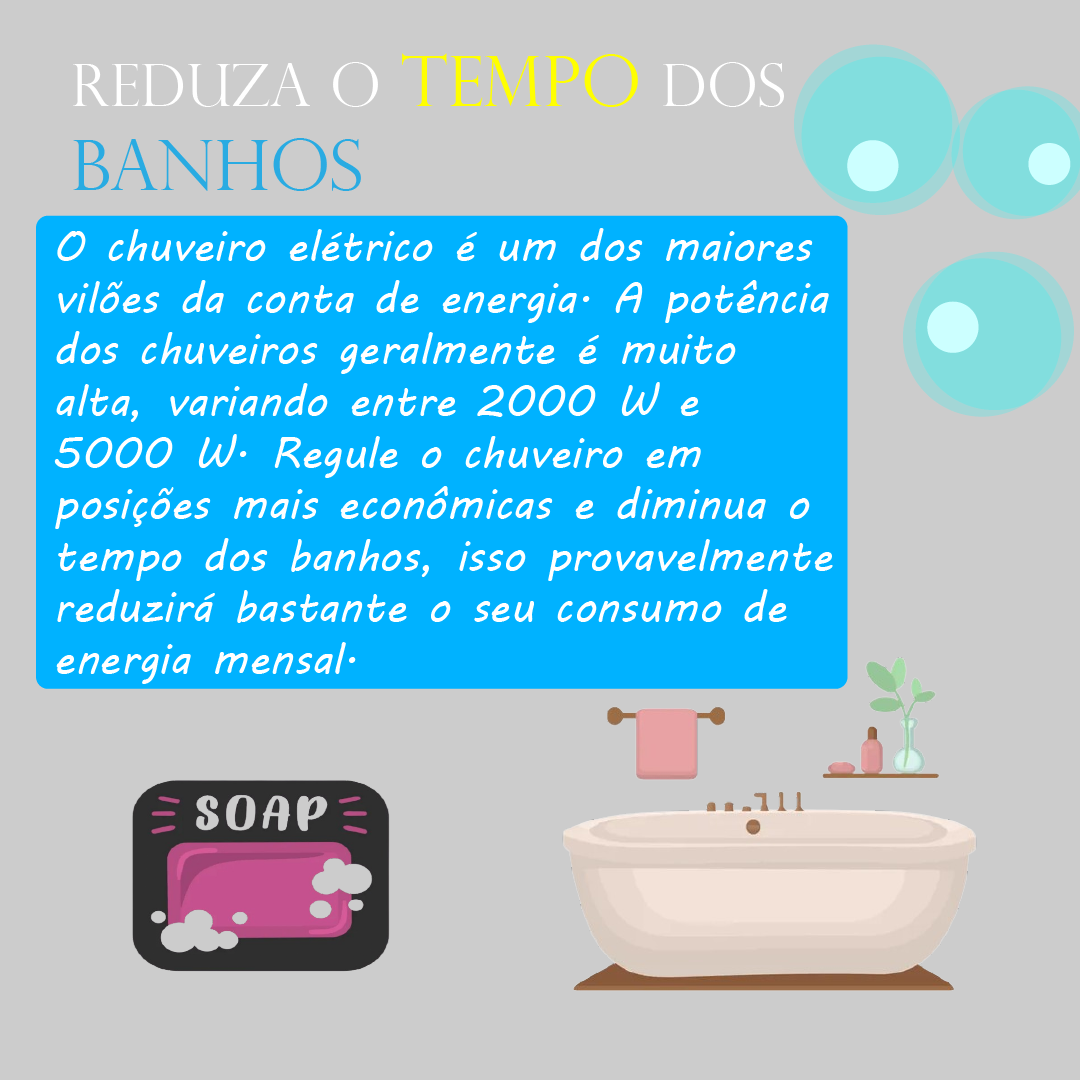 REDUZA O TEMPO DOS
BANHOS
O chuveiro elétrico é um dos maiores
vilões da conta de energia. A potência
dos chuveiros geralmente é muito
alta, variando entre 2000 W e
5000 W. Regule o chuveiro em
posições mais econômicas e diminua o
tempo dos banhos, isso provavelmente
reduzirá bastante o seu consumo de
energia mensal.
SOAP